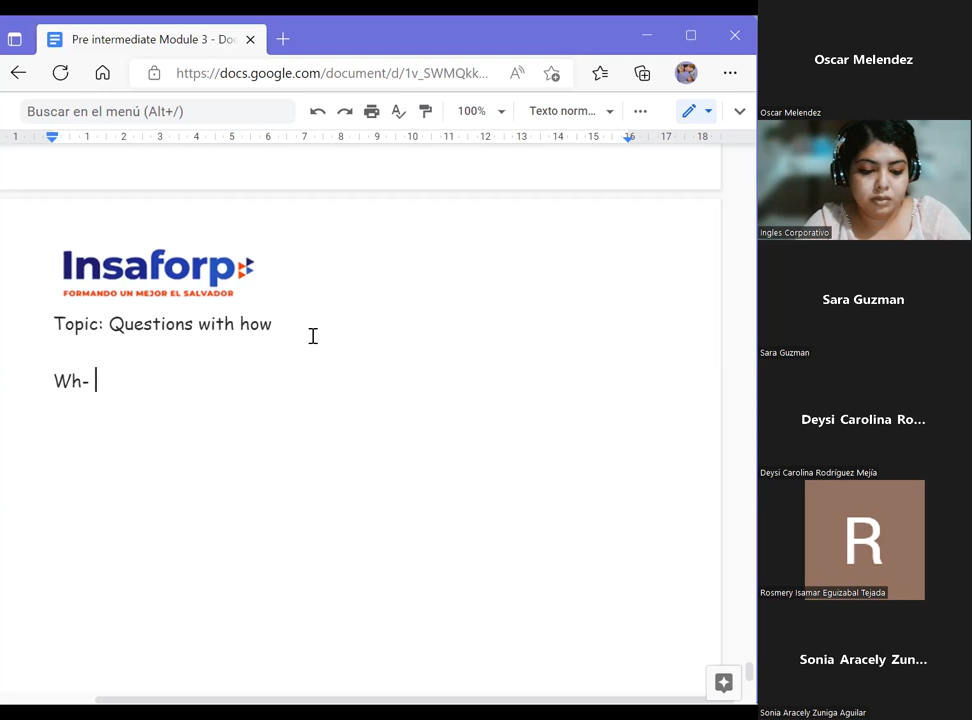 Pre intermediate Module 3 - Doc
https://docs.google.com/document/d/1v_SWMQkk...
Buscar en el menú (Alt+/)
100%
Texto norm...
1 1 2 3 4 5 6 7 8 9 10 11 12 13 14 15 16 17 18
Insaforp
FORMANDO UN MEJOR EL SALVADOR
Topic: Questions with how
Wh-
Oscar Melendez
Oscar Melendez
Ingles Corporativo
Sara Guzman
Sara Guzman
Deysi Carolina Ro...
Deysi Carolina Rodríguez Mejía
R
Rosmery Isamar Eguizabal Tejada
Sonia Aracely Zun...
Sonia Aracely Zuniga Aguilar